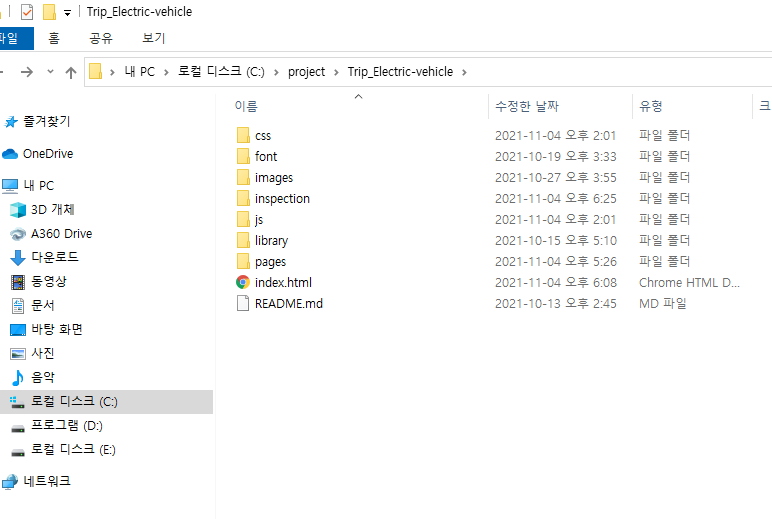 Trip_Electric-vehicle
파일 홈 공유 보기
내 PC 로컬 디스크 (C:) project Trip_Electric-vehicle
이름 수정한 날짜 유형 크
즐겨찾기
OneDrive
내 PC
3D 개체
A360 Drive
다운로드
동영상
문서
바탕 화면
사진
음악
로컬 디스크 (C:)
프로그램 (D:)
로컬 디스크 (E:)
네트워크
css 2021-11-04 오후 2:01 파일 폴더
font 2021-10-19 오후 3:33 파일 폴더
images 2021-10-27 오후 3:55 파일 폴더
inspection 2021-11-04 오후 6:25 파일 폴더
js 2021-11-04 오후 2:01 파일 폴더
library 2021-10-15 오후 5:10 파일 폴더
pages 2021-11-04 오후 5:26 파일 폴더
index.html 2021-11-04 오후 6:08 Chrome HTML D...
README.md 2021-10-13 오후 2:45 MD 파일